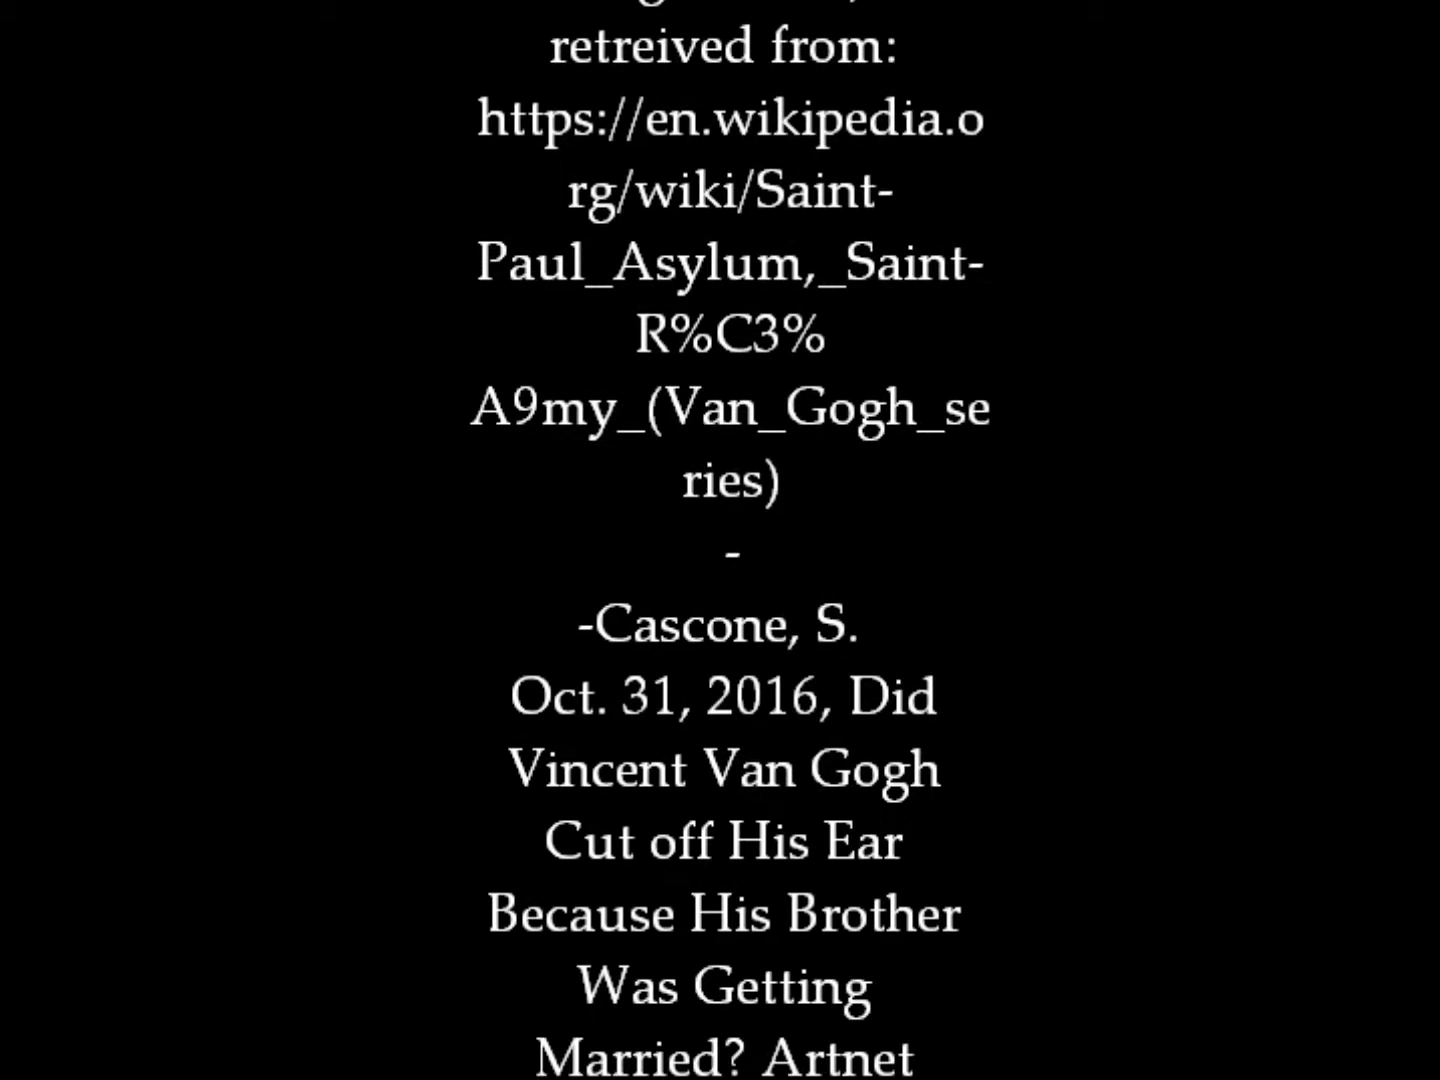 retreived from:
https://en.wikipedia.o
rg/wiki/Saint-
Paul_Asylum,_Saint-
R%C3%
A9my_(Van_Gogh_se
ries)
-
-Cascone, S.
Oct. 31, 2016, Did
Vincent Van Gogh
Cut off His Ear
Because His Brother
Was Getting
Married? Artnet